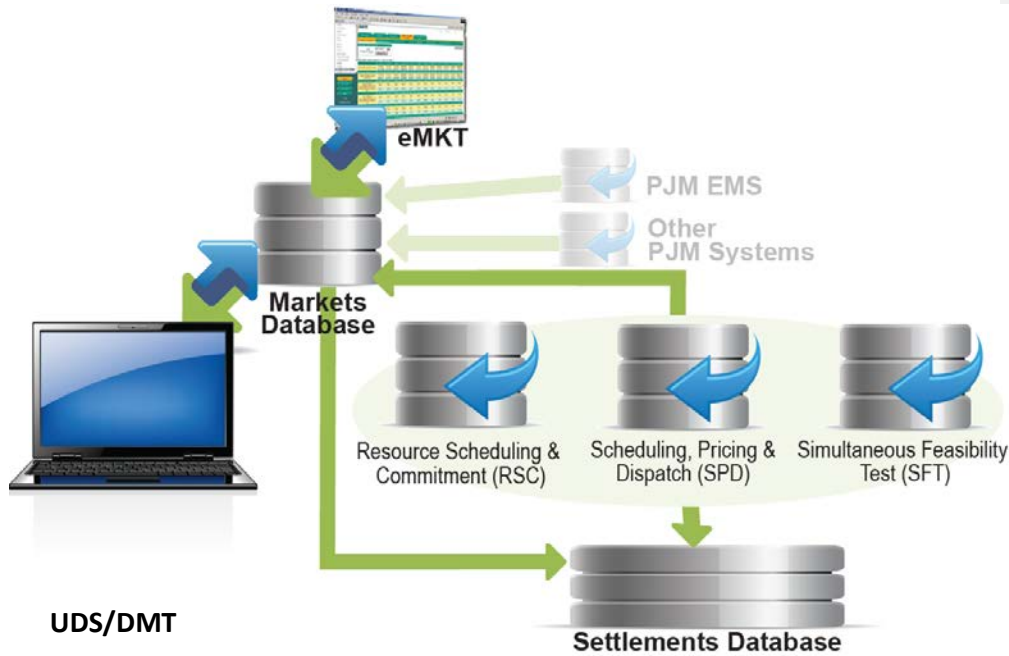 eMKT
PJM EMS
Other
PJM Systems
Markets
Database
Resource Scheduling &
Commitment (RSC)
Scheduling, Pricing &
Dispatch (SPD)
Simultaneous Feasibility
Test (SFT)
UDS/DMT
Settlements Database